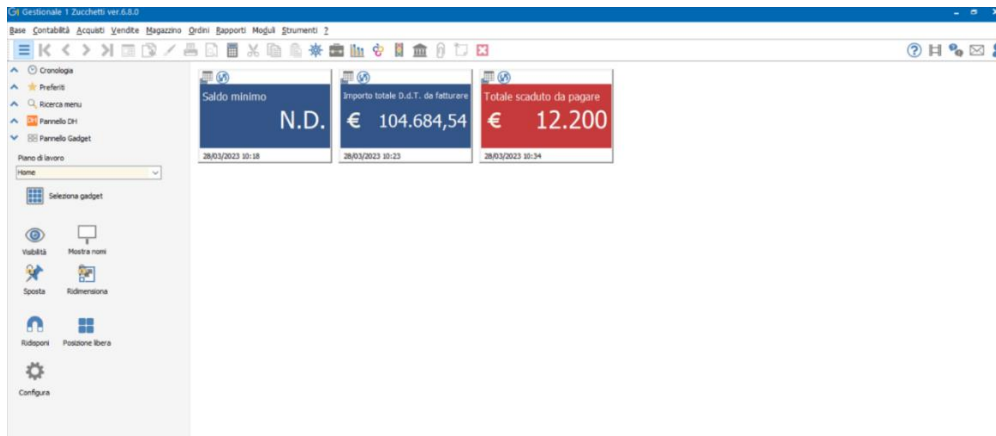 Gestionale 1 Zucchetti ver.6.8.0
Base Contabilità Acquisti Vendite Magazzino Ordini Rapporti Moduli Strumenti ?
Cronologia
Preferiti
Ricerca menu
DH Pannello DH
Pannello Gadget
Piano di lavoro
Home
Seleziona gadget
Visibilità Mostra nomi
Sposta Ridimensiona
Ridisponi Posizione libera
Configura
Saldo minimo
N.D.
28/03/2023 10:18
Importo totale D.d.T. da fatturare
€ 104.684,54
28/03/2023 10:23
Totale scaduto da pagare
€ 12.200
28/03/2023 10:34